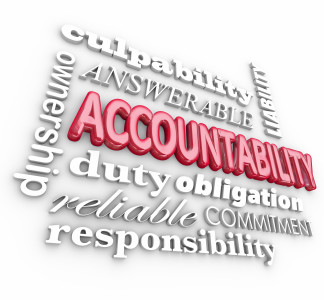 culpability
ANSWERABLE
LIABILITY
ownership
ACCOUNTABILITY
duty obligation
reliable COMMITMENT
responsibility